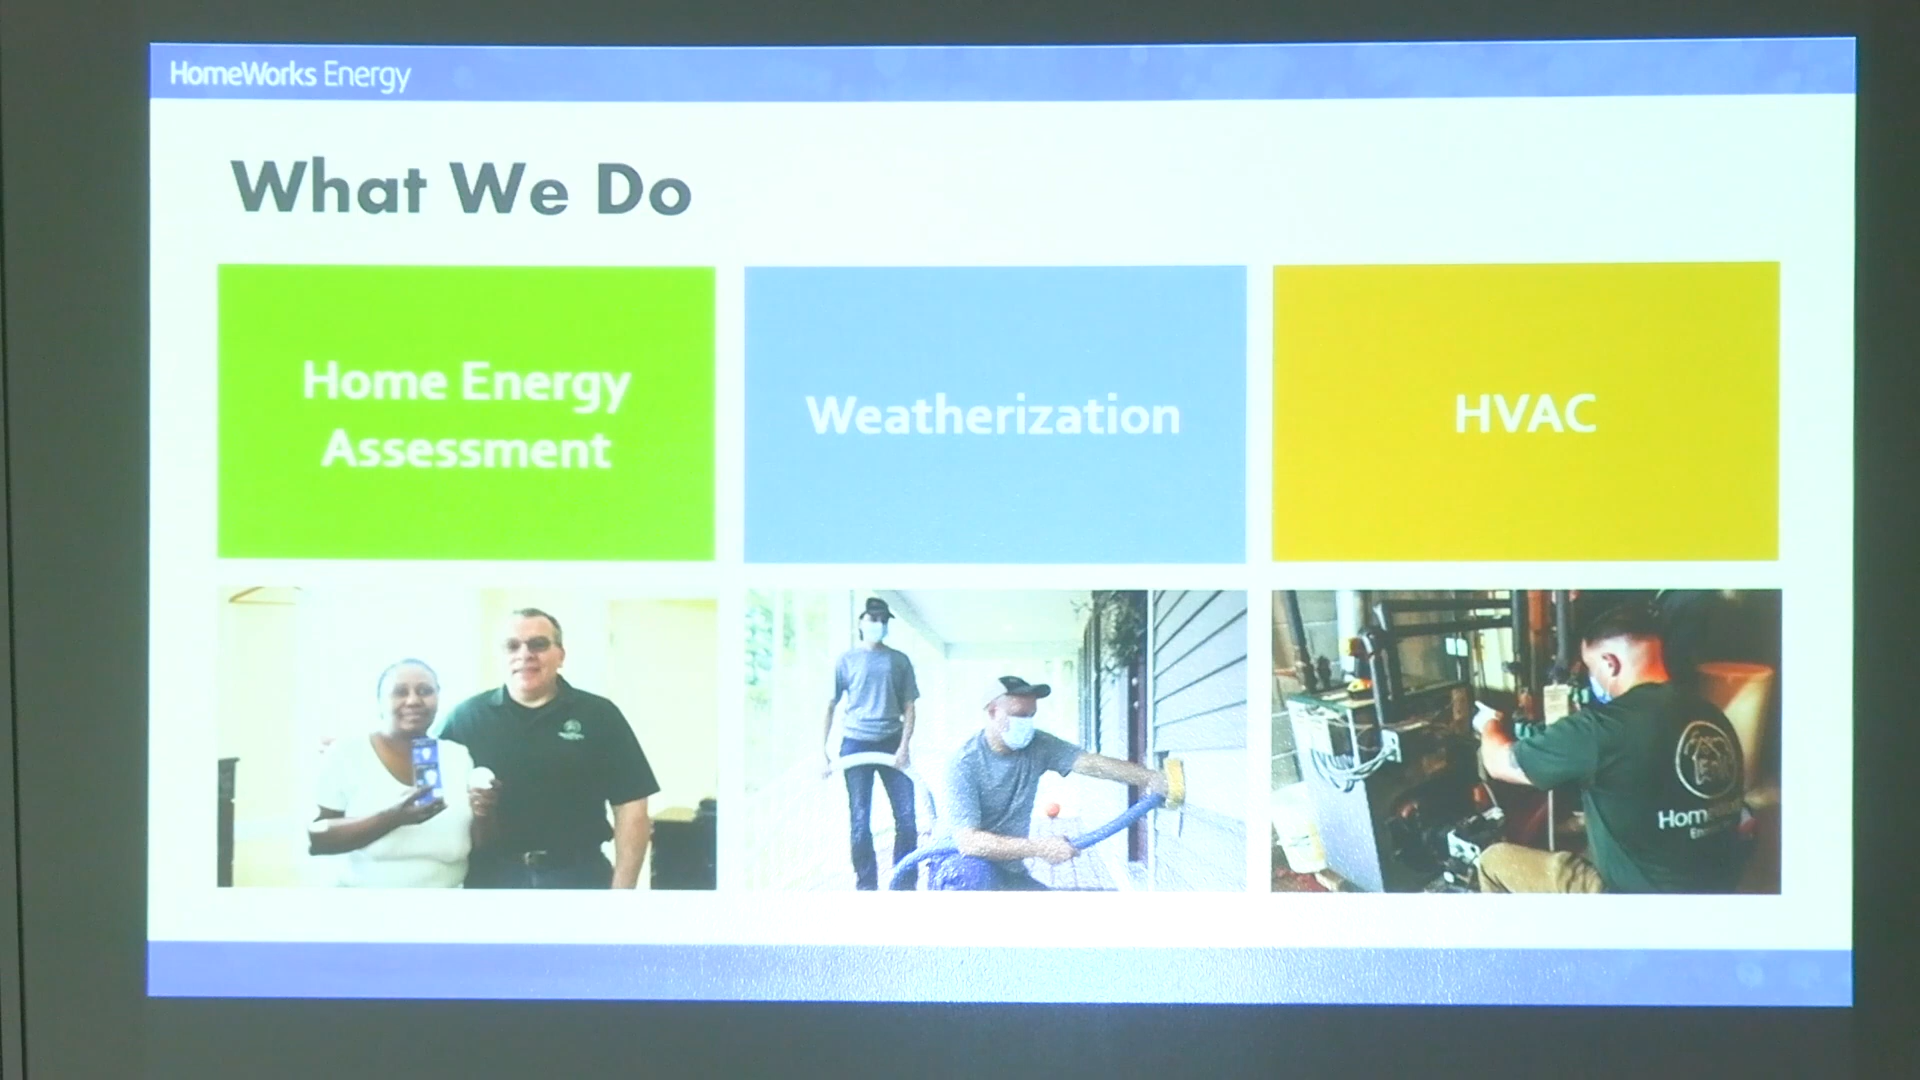 HomeWorks Energy
What We Do
Home Energy
Assessment
Weatherization
HVAC